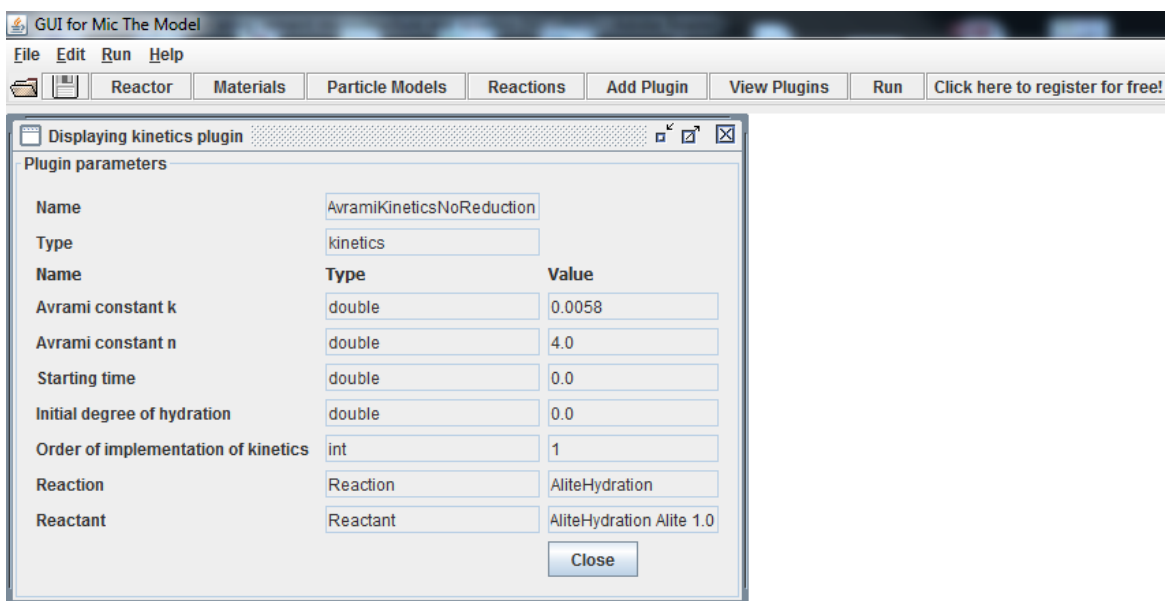 GUI for Mic The Model
File Edit Run Help
Reactor Materials Particle Models Reactions Add Plugin View Plugins Run Click here to register for free!
Displaying kinetics plugin
Plugin parameters
Name AvramiKineticsNoReduction
Type kinetics
Name Type Value
Avrami constant k double 0.0058
Avrami constant n double 4.0
Starting time double 0.0
Initial degree of hydration double 0.0
Order of implementation of kinetics int 1
Reaction Reaction AliteHydration
Reactant Reactant AliteHydration Alite 1.0
Close